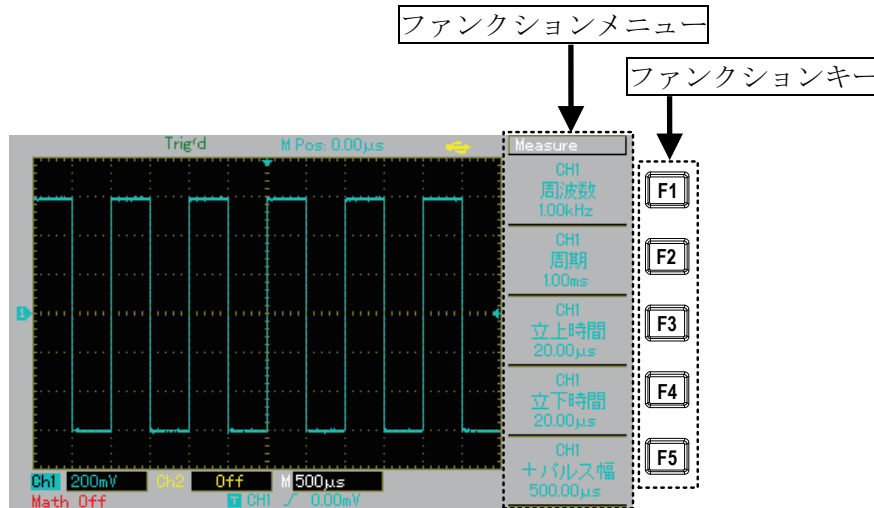 ファンクションメニュー
ファンクションキー
Trig'd M Pos: 0.00µs
Measure
CH1
周波数
1.00kHz
F1
CH1
周期
1.00ms
F2
CH1
立上時間
20.00µs
F3
CH1
立下時間
20.00µs
F4
CH1
＋パルス幅
500.00µs
F5
1
Ch1 200mV Ch2 Off M 500µs
Math Off T CH1 0.00mV